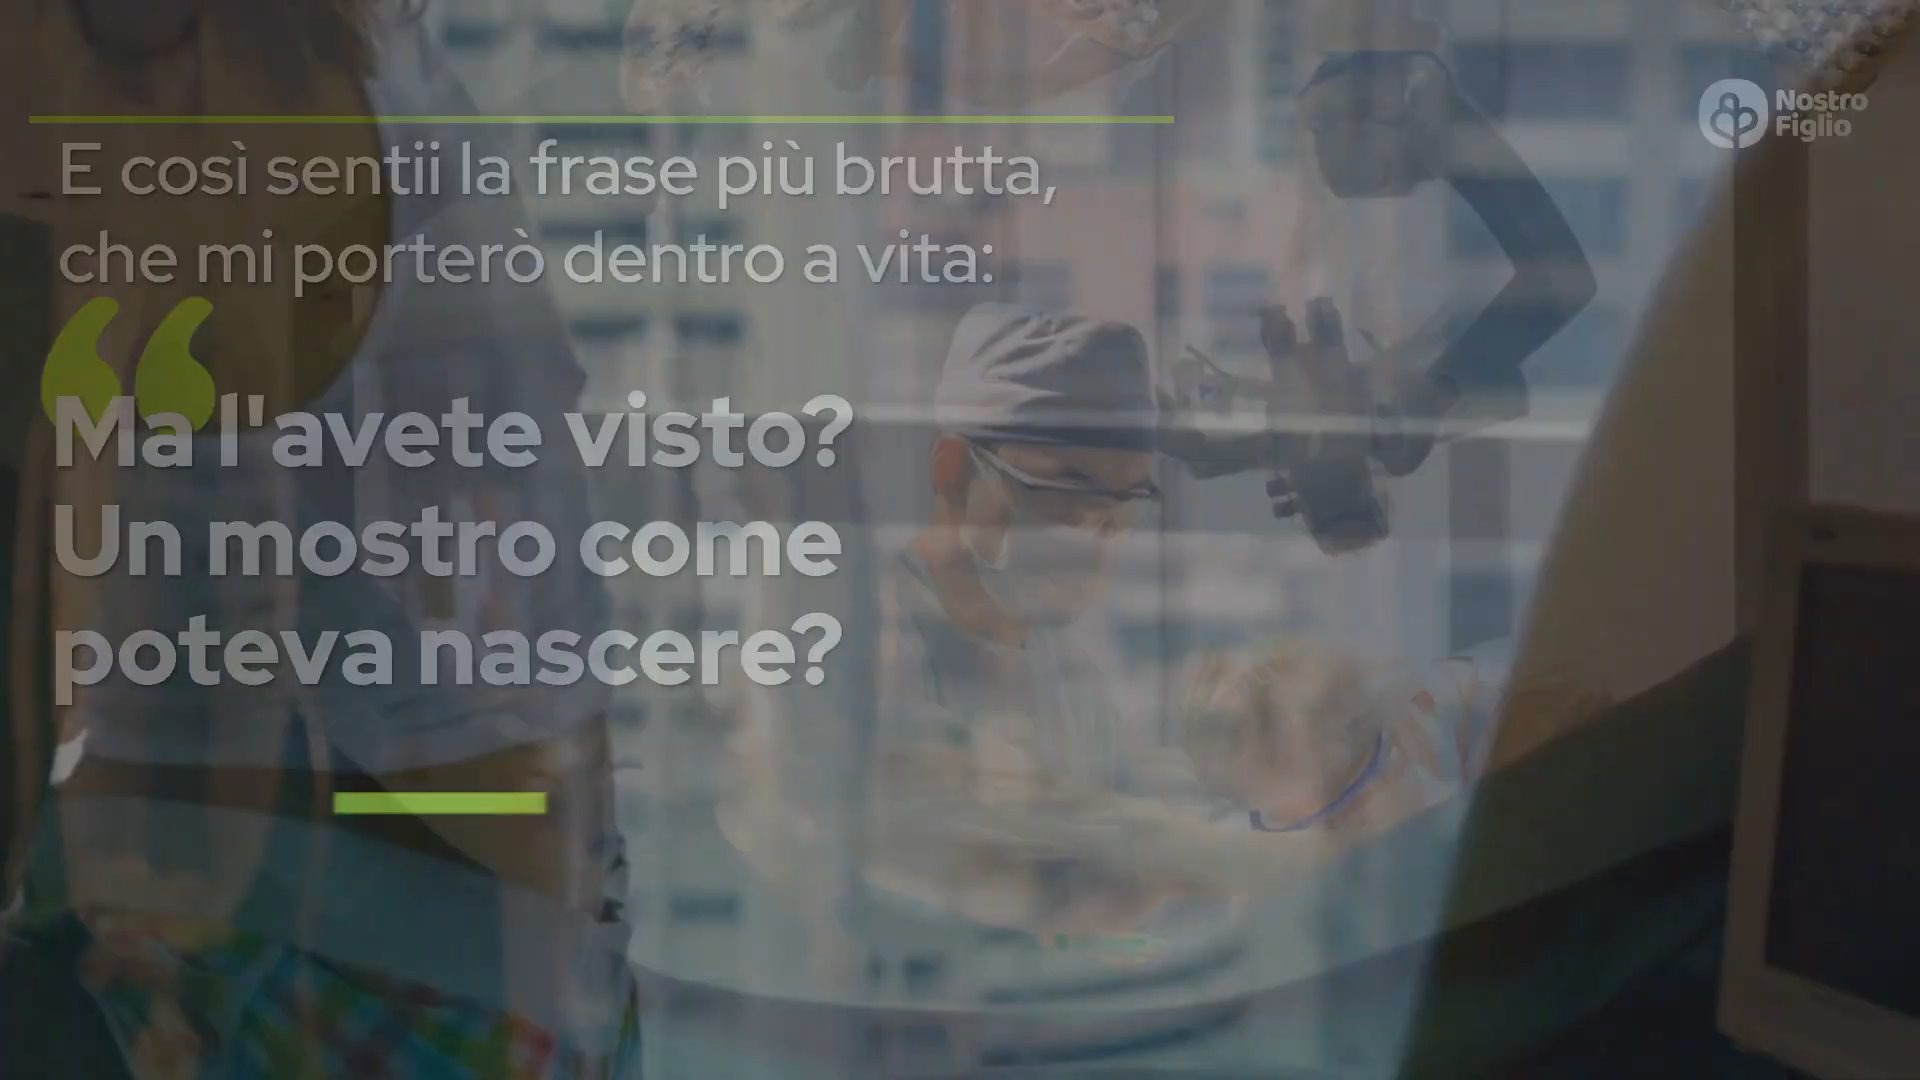 Nostro
Figlio
E così sentii la frase più brutta,
che mi porterò dentro a vita:
“
Ma l'avete visto?
Un mostro come
poteva nascere?